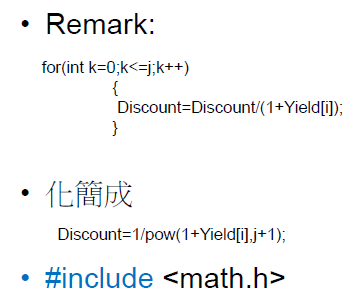 • Remark:
for(int k=0;k<=j;k++)
{
Discount=Discount/(1+Yield[i]);
}
• 化簡成
Discount=1/pow(1+Yield[i],j+1);
• #include <math.h>